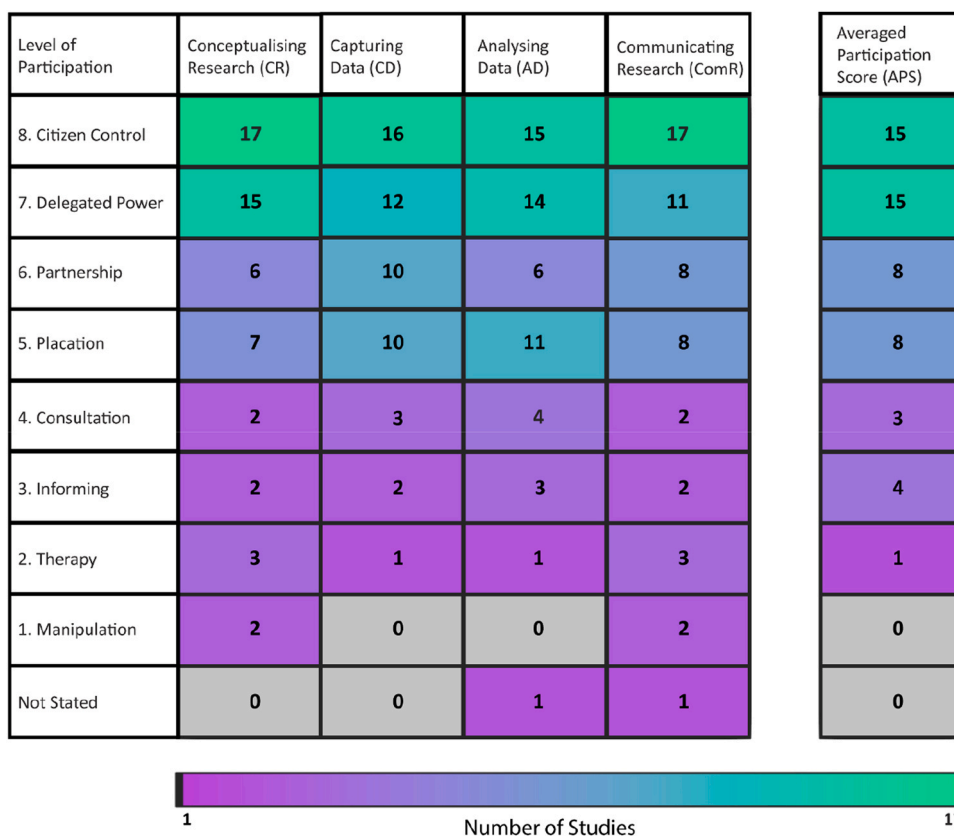 Level of
Participation
Conceptualising
Research (CR)
Capturing
Data (CD)
Analysing
Data (AD)
Communicating
Research (ComR)
Averaged
Participation
Score (APS)
8. Citizen Control
17
16
15
17
15
7. Delegated Power
15
12
14
11
15
6. Partnership
6
10
6
8
8
5. Placation
7
10
11
8
8
4. Consultation
2
3
4
2
3
3. Informing
2
2
3
2
4
2. Therapy
3
1
1
3
1
1. Manipulation
2
0
0
2
0
Not Stated
0
0
1
1
0
1
Number of Studies